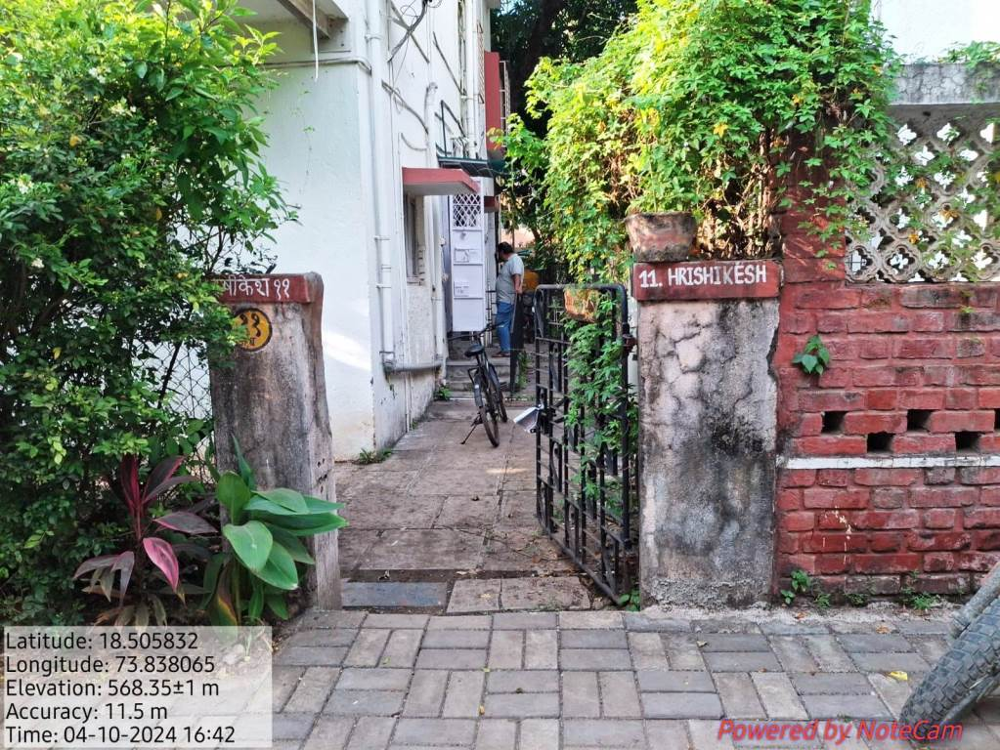 षीकेश ११
११
11. HRISHIKESH
Latitude: 18.505832
Longitude: 73.838065
Elevation: 568.35±1 m
Accuracy: 11.5 m
Time: 04-10-2024 16:42
Powered by NoteCam